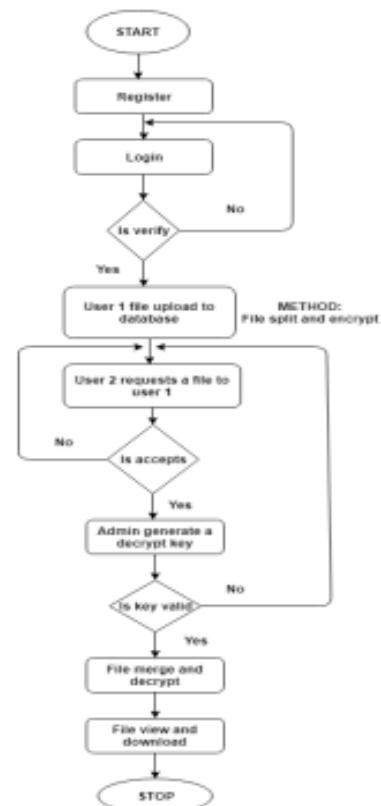 START
Register
Login
No
Is verify
Yes
User 1 file upload to
database
METHOD:
File split and encrypt
User 2 requests a file to
user 1
No
Is accepts
Yes
Admin generate a
decrypt key
No
Is key valid
Yes
File merge and
decrypt
File view and
download
STOP